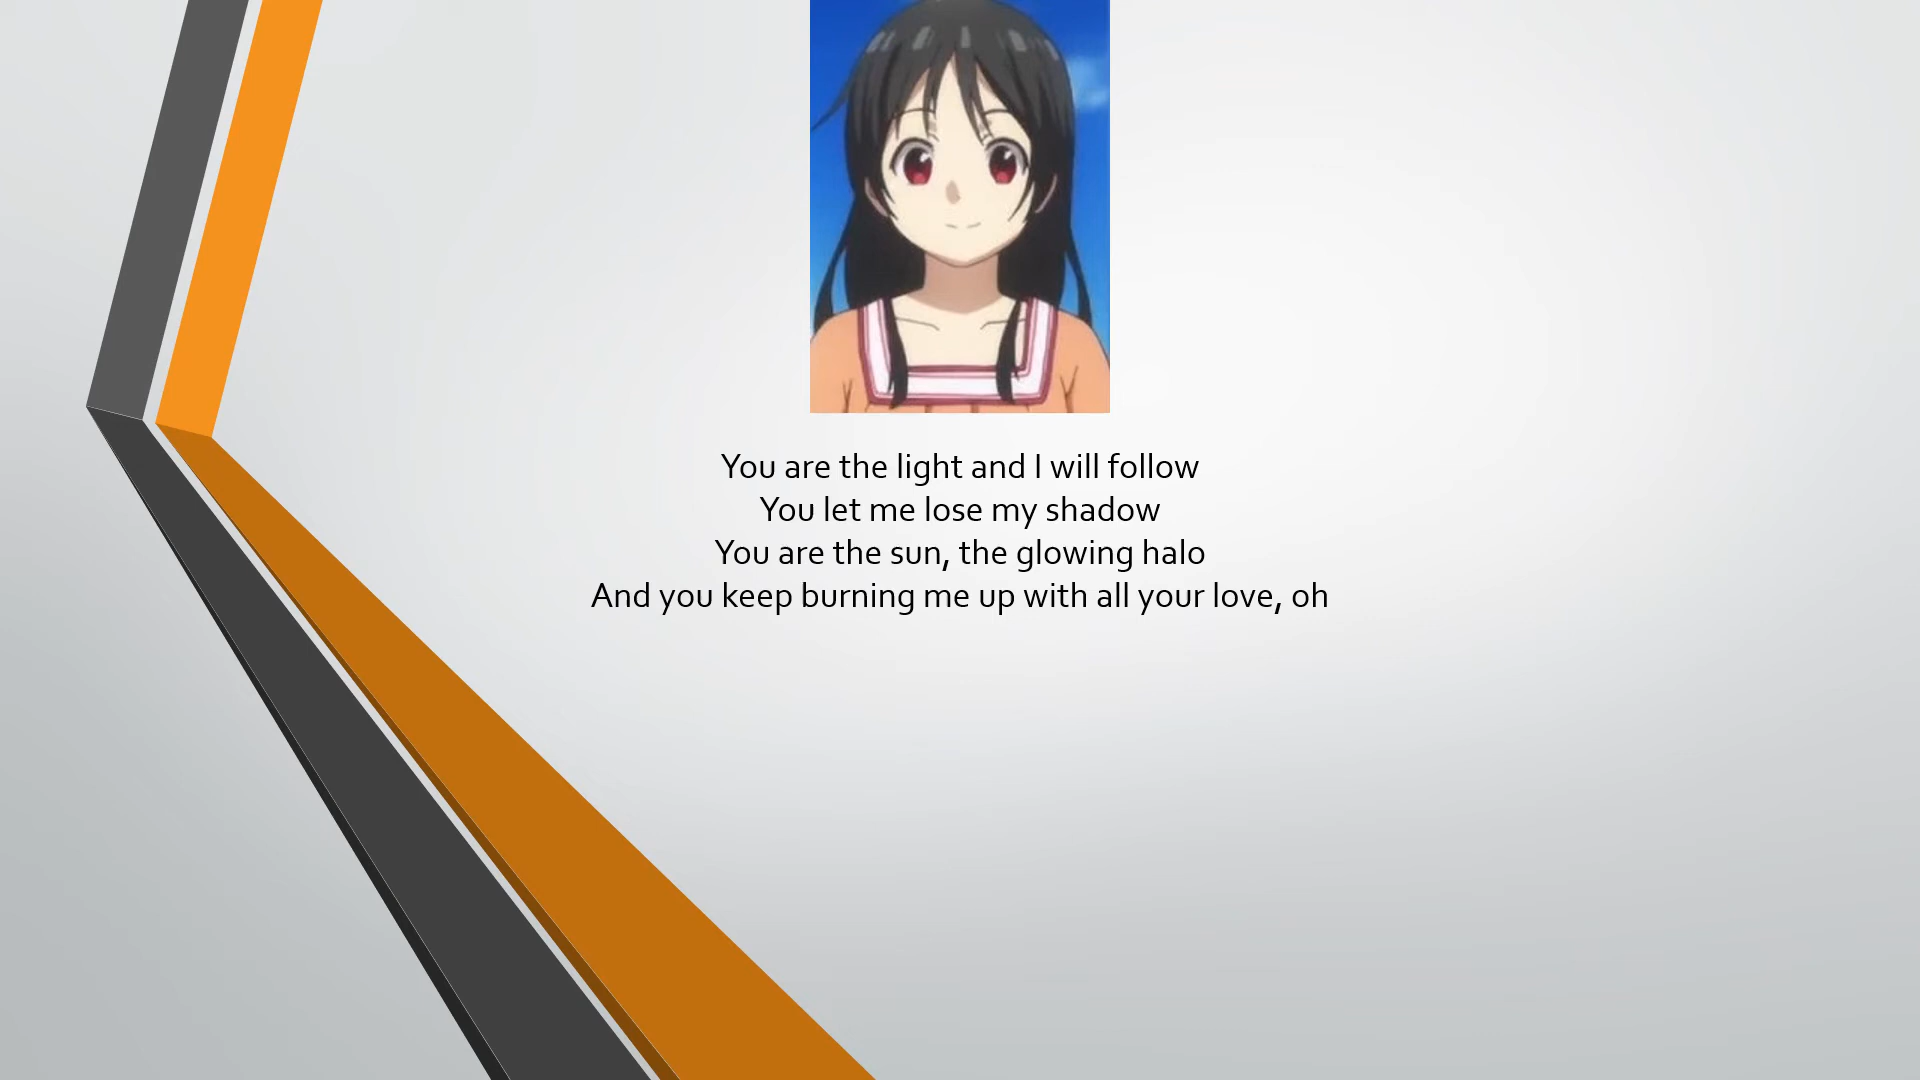 You are the light and I will follow
You let me lose my shadow
You are the sun, the glowing halo
And you keep burning me up with all your love, oh